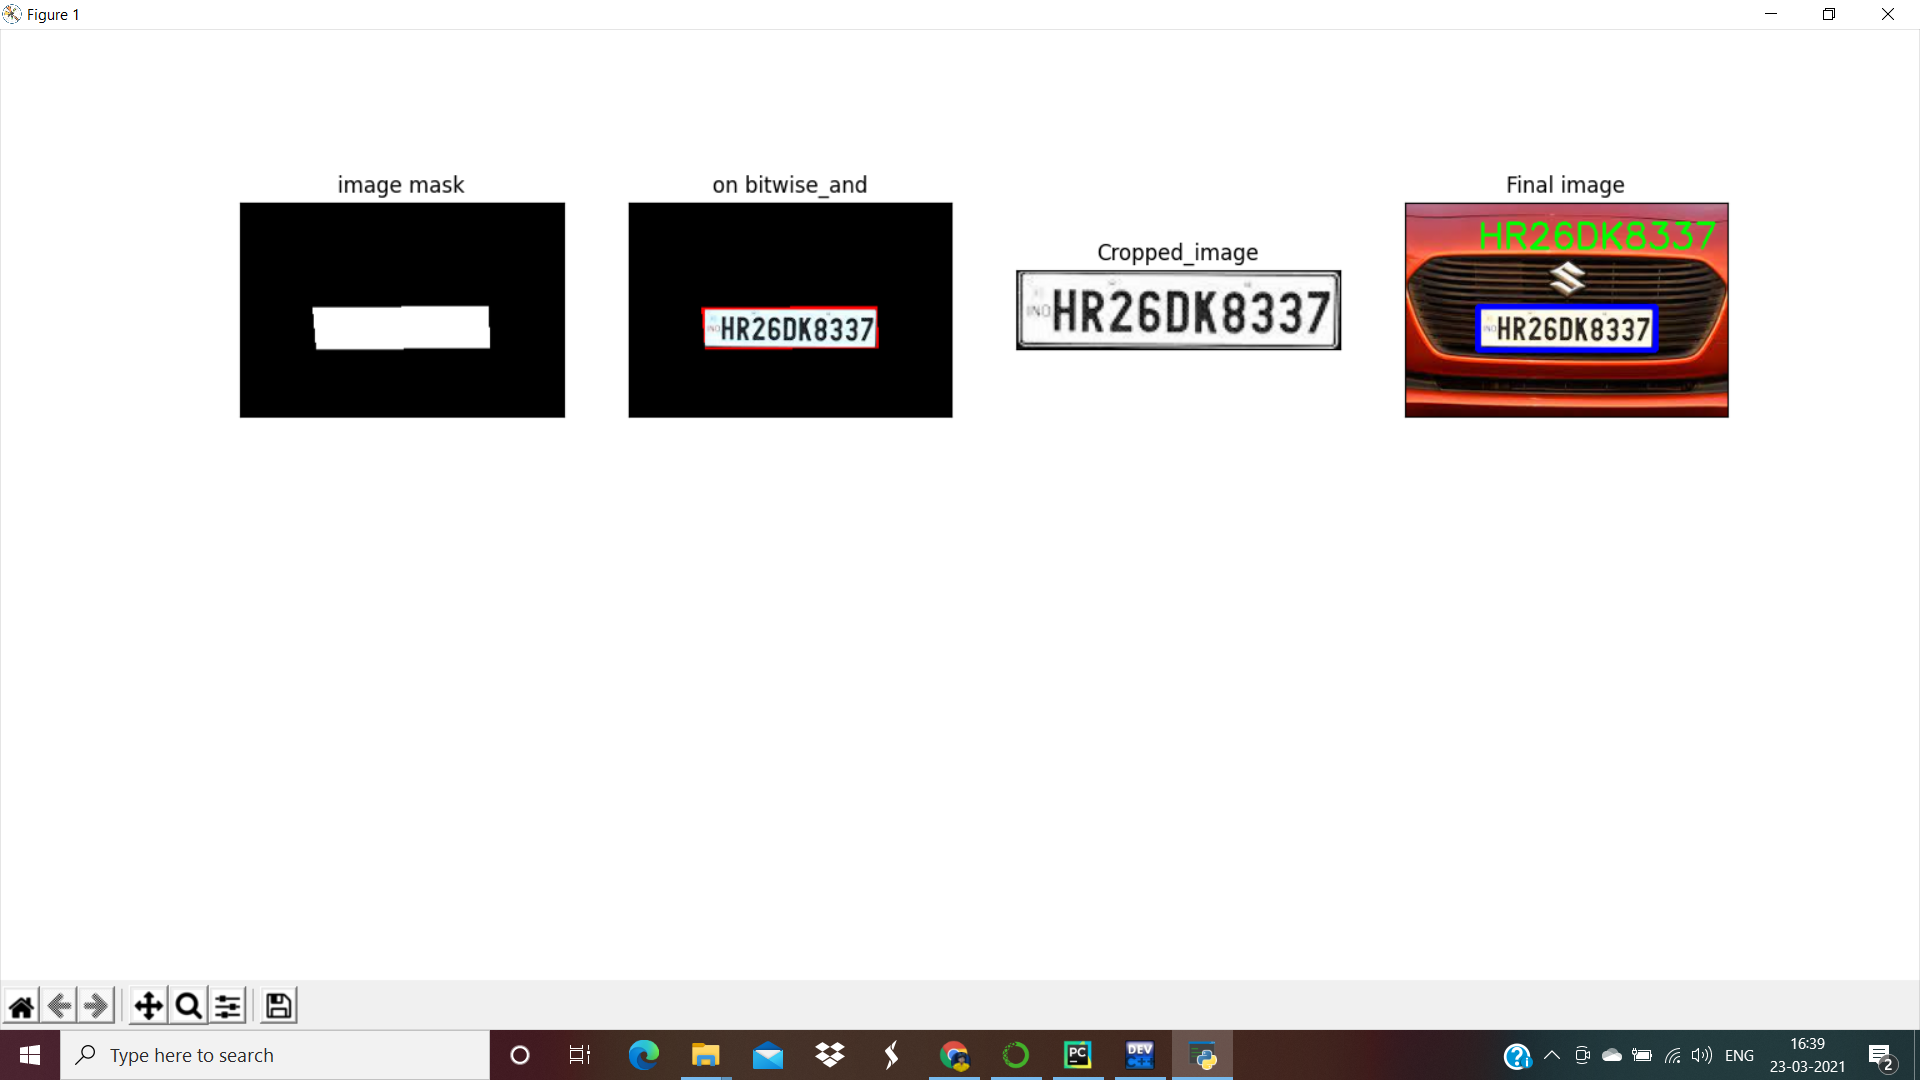 Figure 1
image mask
on bitwise_and
Cropped_image
Final image
IND HR26DK8337
IND HR26DK8337
HR26DK8337
IND HR26DK8337
Type here to search
PC
DEV
C++
ENG
16:39
23-03-2021
2